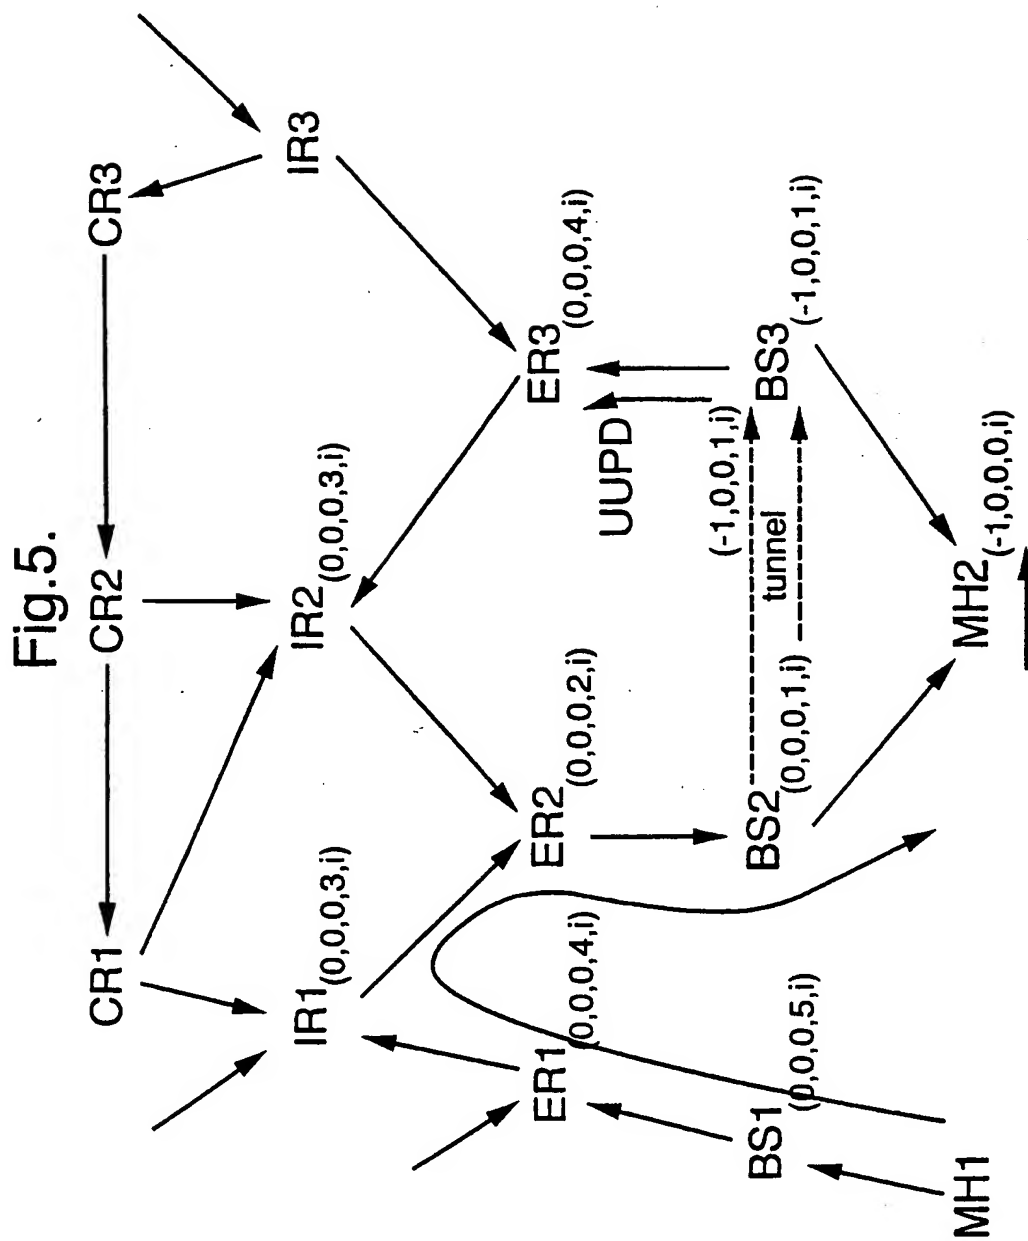 Fig.5.
CR1
CR2
CR3
IR1(0,0,0,3,i)
IR2(0,0,0,3,i)
IR3
ER1(0,0,0,4,i)
ER2(0,0,0,2,i)
ER3(0,0,0,4,i)
UUPD
BS1(0,0,0,5,i)
BS2(0,0,0,1,i)
(-1,0,0,1,i)
tunnel
BS3(-1,0,0,1,i)
MH1
MH2(-1,0,0,0,i)